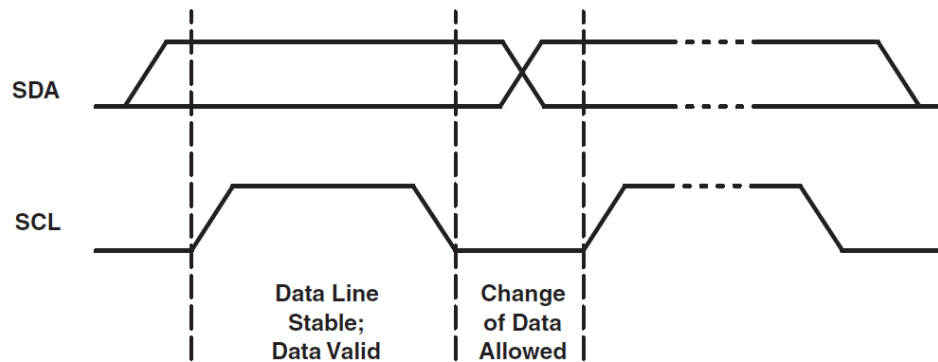 SDA
SCL
Data Line
Stable;
Data Valid
Change
of Data
Allowed